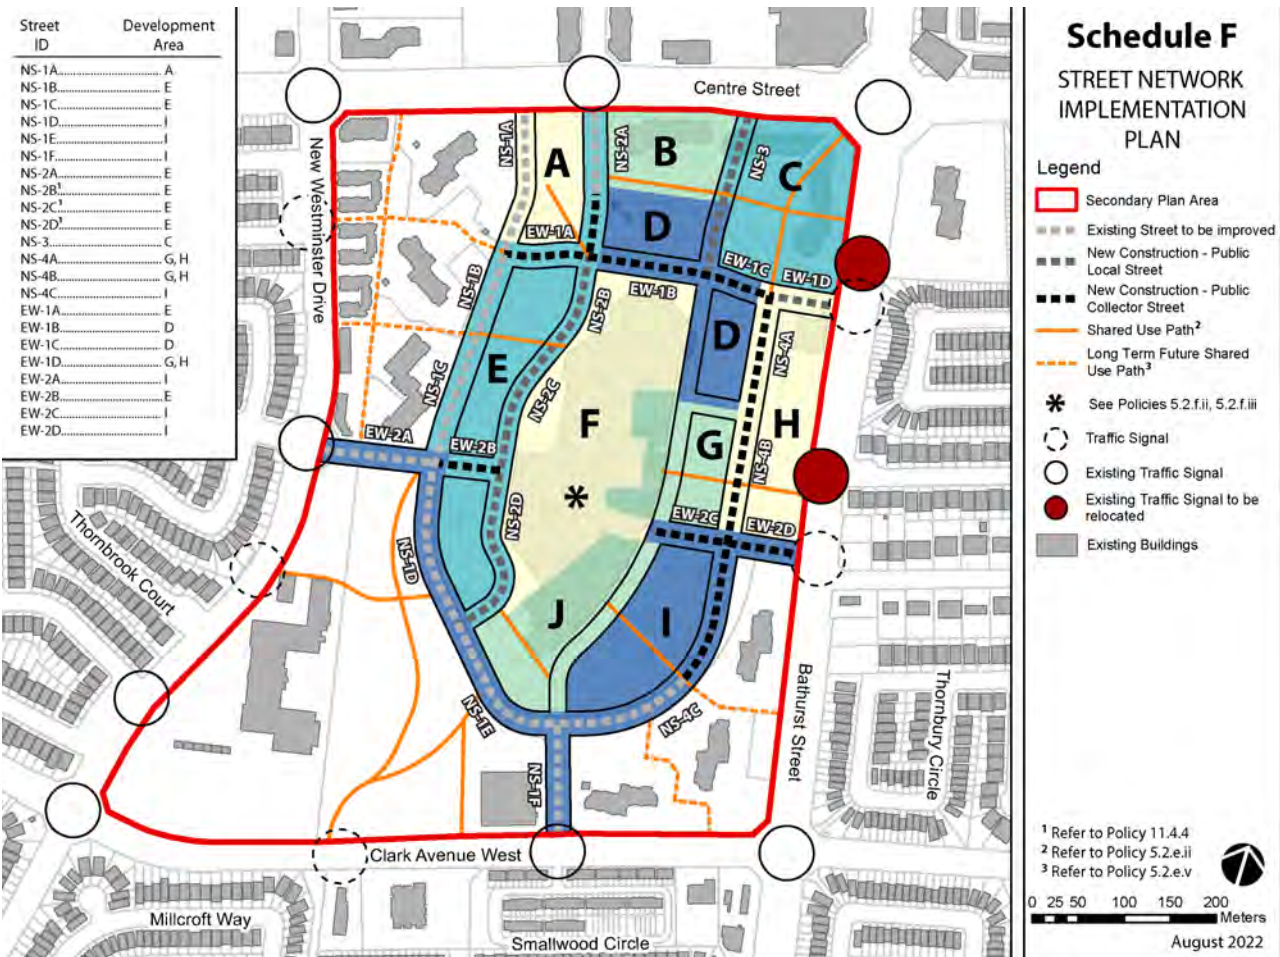 Street Development
ID Area
NS-1A.......................... A
NS-1B.......................... E
NS-1C.......................... E
NS-1D.......................... I
NS-1E.......................... I
NS-1F.......................... I
NS-2A.......................... E
NS-2B¹.......................... E
NS-2C¹.......................... E
NS-2D¹.......................... E
NS-3.......................... C
NS-4A.......................... G, H
NS-4B.......................... G, H
NS-4C.......................... I
EW-1A.......................... E
EW-1B.......................... D
EW-1C.......................... D
EW-1D.......................... G, H
EW-2A.......................... I
EW-2B.......................... E
EW-2C.......................... I
EW-2D.......................... I
Centre Street
New Westminster Drive
NS-1A
A
NS-2A
B
NS-3
C
EW-1A
D
EW-1C
EW-1D
NS-1B
EW-1B
NS-2B
D
NS-4A
E
NS-1C
NS-2C
F
G
H
NS-4B
EW-2A
EW-2B
*
NS-2D
EW-2C
EW-2D
NS-1D
Thornbrook Court
J
I
NS-1E
NS-4C
NS-1F
Bathurst Street
Thornbury Circle
Clark Avenue West
Millcroft Way
Smallwood Circle
Schedule F
STREET NETWORK
IMPLEMENTATION
PLAN
Legend
Secondary Plan Area
Existing Street to be improved
New Construction - Public
Local Street
New Construction - Public
Collector Street
Shared Use Path²
Long Term Future Shared
Use Path³
* See Policies 5.2.f.ii, 5.2.f.iii
Traffic Signal
Existing Traffic Signal
Existing Traffic Signal to be
relocated
Existing Buildings
¹ Refer to Policy 11.4.4
² Refer to Policy 5.2.e.ii
³ Refer to Policy 5.2.e.v
0 25 50 100 150 200
Meters
August 2022